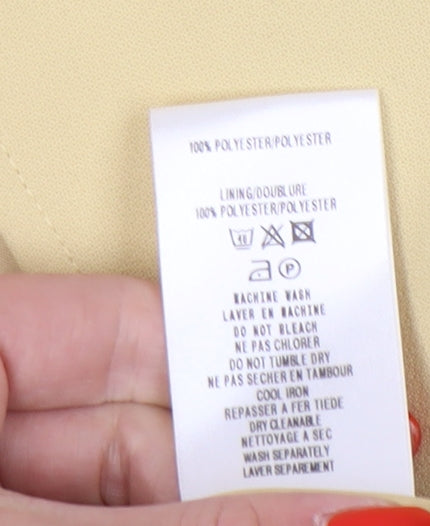 100% POLYESTER/POLYESTER
LINING/DOUBLURE
100% POLYESTER/POLYESTER
40
P
MACHINE WASH
LAVER EN MACHINE
DO NOT BLEACH
NE PAS CHLORER
DO NOT TUMBLE DRY
NE PAS SECHER EN TAMBOUR
COOL IRON
REPASSER A FER TIEDE
DRY CLEANABLE
NETTOYAGE A SEC
WASH SEPARATELY
LAVER SEPAREMENT